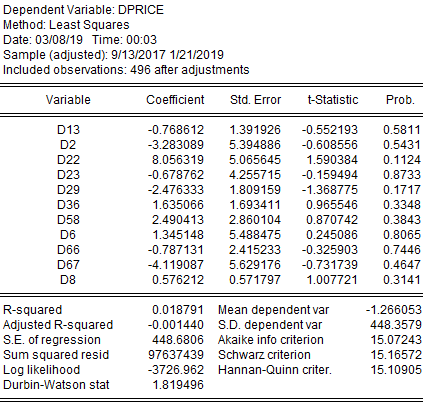 Dependent Variable: DPRICE
Method: Least Squares
Date: 03/08/19 Time: 00:03
Sample (adjusted): 9/13/2017 1/21/2019
Included observations: 496 after adjustments
Variable Coefficient Std. Error t-Statistic Prob.
D13 -0.768612 1.391926 -0.552193 0.5811
D2 -3.283089 5.394886 -0.608556 0.5431
D22 8.056319 5.065645 1.590384 0.1124
D23 -0.678762 4.255715 -0.159494 0.8733
D29 -2.476333 1.809159 -1.368775 0.1717
D36 1.635066 1.693411 0.965546 0.3348
D58 2.490413 2.860104 0.870742 0.3843
D6 1.345148 5.488475 0.245086 0.8065
D66 -0.787131 2.415233 -0.325903 0.7446
D67 -4.119087 5.629176 -0.731739 0.4647
D8 0.576212 0.571797 1.007721 0.3141
R-squared 0.018791 Mean dependent var -1.266053
Adjusted R-squared -0.001440 S.D. dependent var 448.3579
S.E. of regression 448.6806 Akaike info criterion 15.07243
Sum squared resid 97637439 Schwarz criterion 15.16572
Log likelihood -3726.962 Hannan-Quinn criter. 15.10905
Durbin-Watson stat 1.819496